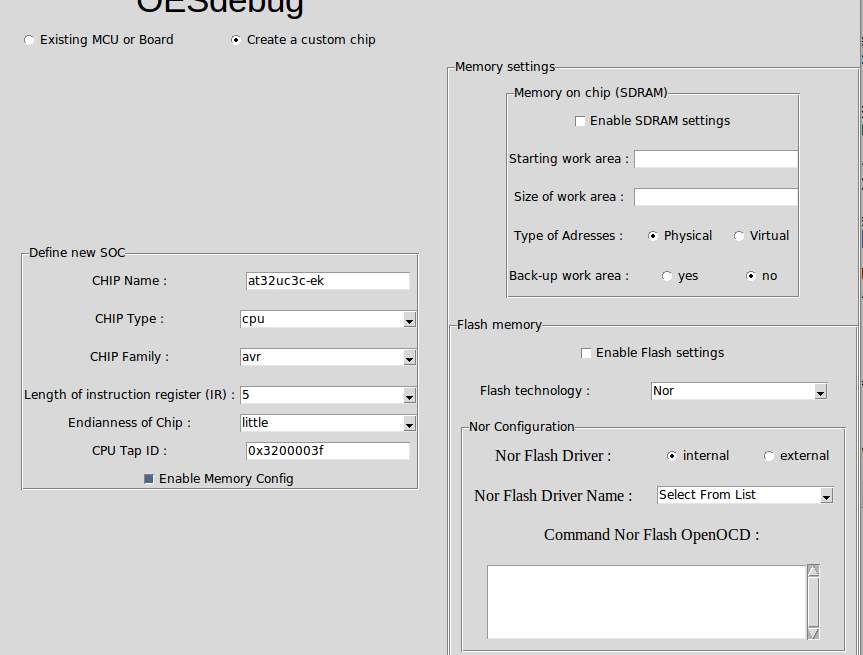 OESdebug
Existing MCU or Board
Create a custom chip
Define new SOC
CHIP Name : at32uc3c-ek
CHIP Type : cpu
CHIP Family : avr
Length of instruction register (IR) : 5
Endianness of Chip : little
CPU Tap ID : 0x3200003f
Enable Memory Config
Memory settings
Memory on chip (SDRAM)
Enable SDRAM settings
Starting work area :
Size of work area :
Type of Adresses : Physical Virtual
Back-up work area : yes no
Flash memory
Enable Flash settings
Flash technology : Nor
Nor Configuration
Nor Flash Driver : internal external
Nor Flash Driver Name : Select From List
Command Nor Flash OpenOCD :